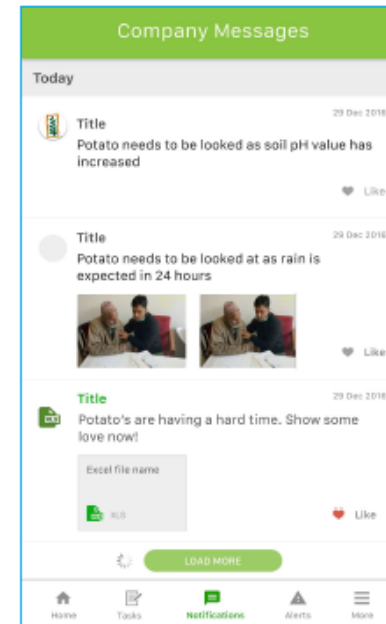 Company Messages
Today
29 Dec 2016
Title
Potato needs to be looked as soil pH value has
increased
Like
29 Dec 2016
Title
Potato needs to be looked at as rain is
expected in 24 hours
Like
29 Dec 2016
Title
Potato's are having a hard time. Show some
love now!
Excel file name
XLS
Like
LOAD MORE
Home
Tasks
Notifications
Alerts
More